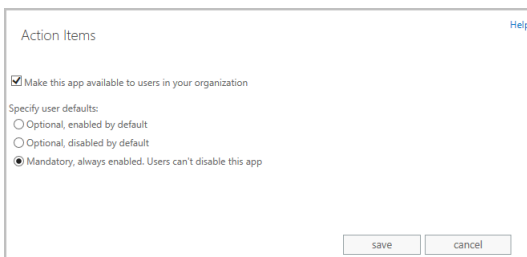 Help
Action Items
Make this app available to users in your organization
Specify user defaults:
Optional, enabled by default
Optional, disabled by default
Mandatory, always enabled. Users can't disable this app
save cancel